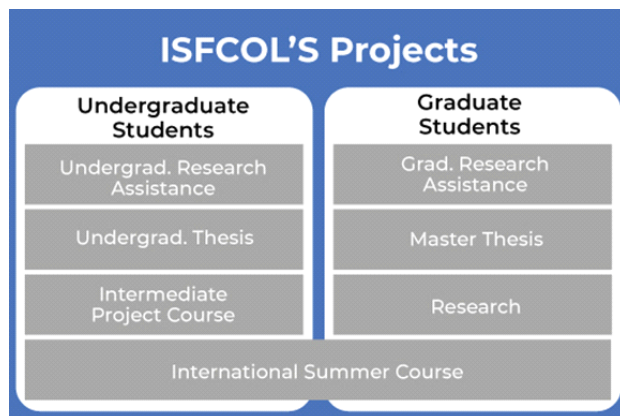 ISFCOL'S Projects
Undergraduate
Students
Undergrad. Research
Assistance
Undergrad. Thesis
Intermediate
Project Course
Graduate
Students
Grad. Research
Assistance
Master Thesis
Research
International Summer Course